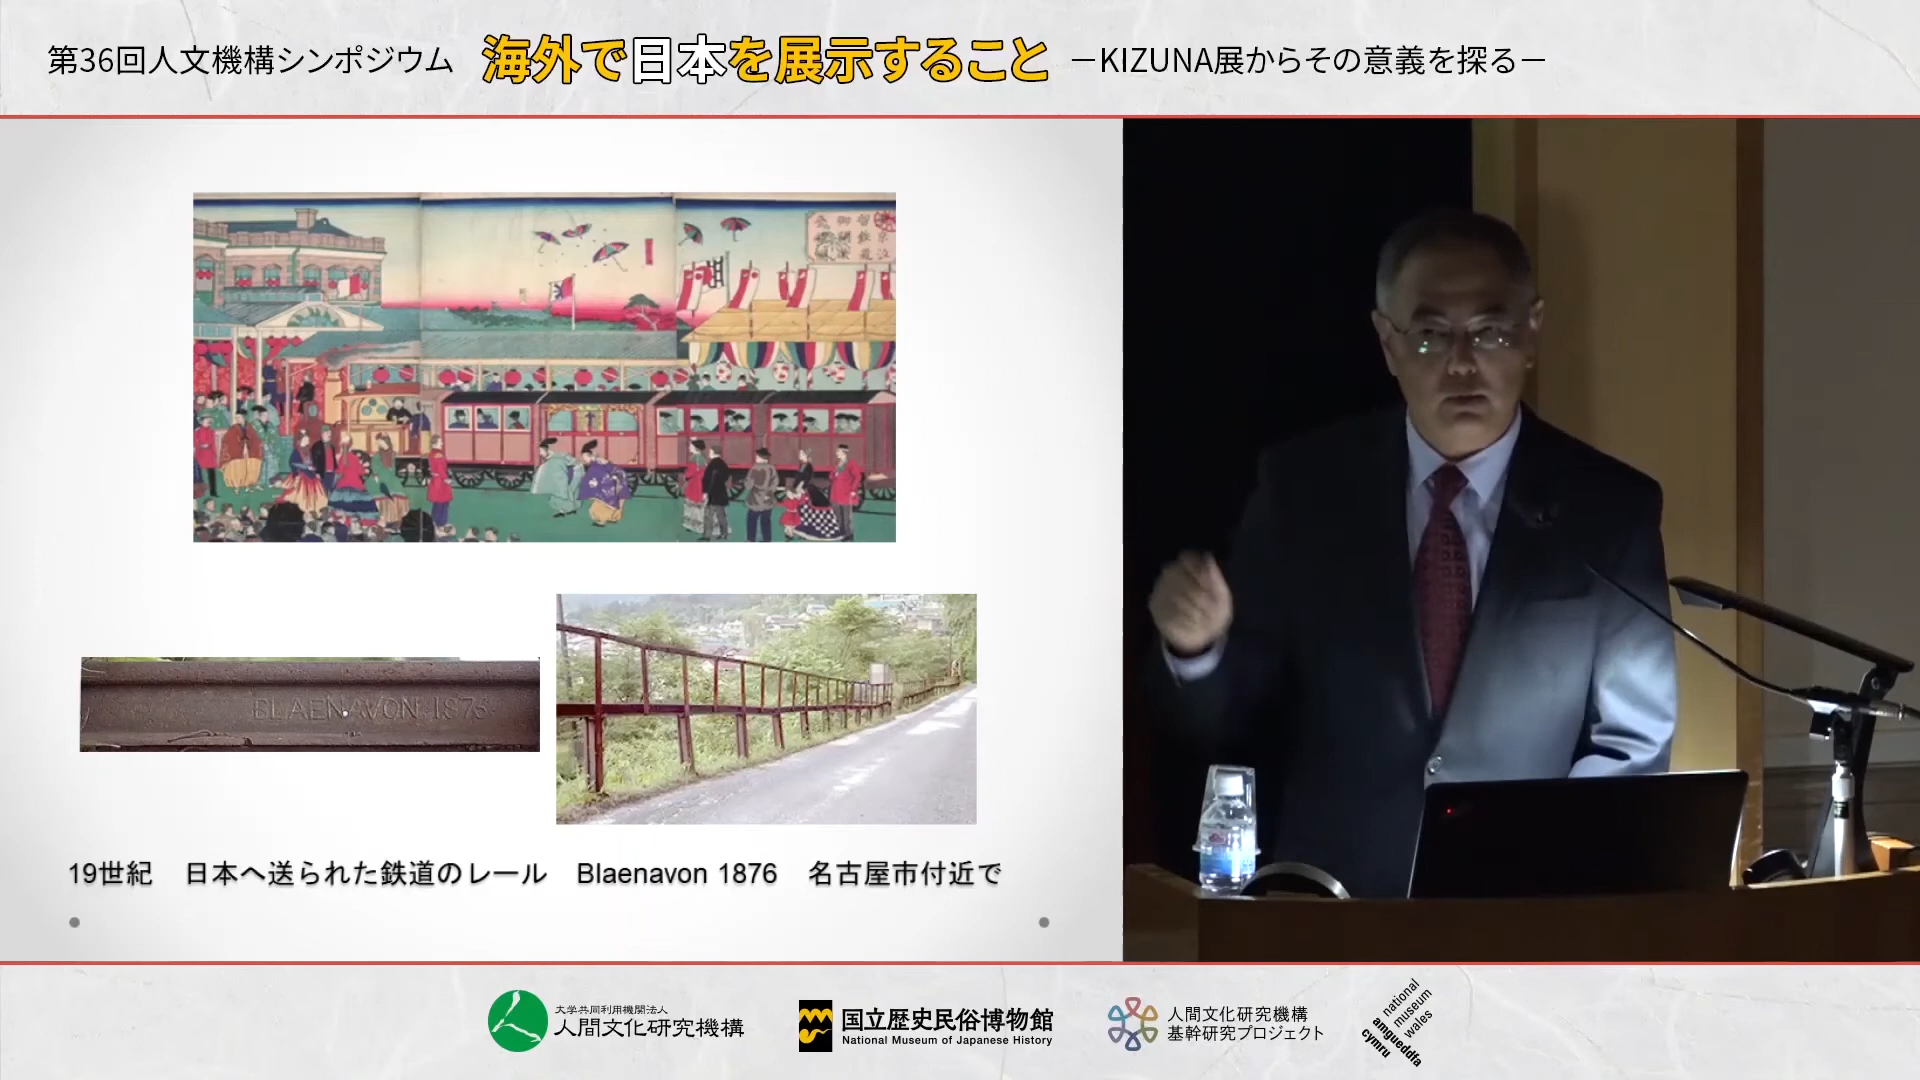 第36回人文機構シンポジウム 海外で日本を展示すること －KIZUNA展からその意義を探る－
BLAENAVON 1876
19世紀 日本へ送られた鉄道のレール Blaenavon 1876 名古屋市付近で
大学共同利用機関法人
人間文化研究機構
国立歴史民俗博物館
National Museum of Japanese History
人間文化研究機構
基幹研究プロジェクト
national
museum
wales
amgueddfa
cymru